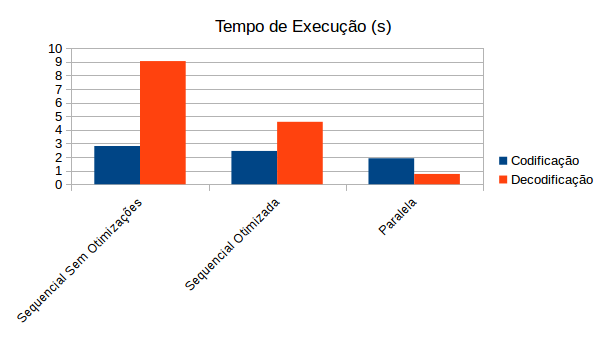 Tempo de Execução (s)
10
9
8
7
6
5
4
3
2
1
0
Sequencial Sem Otimizações
Sequencial Otimizada
Paralela
Codificação
Decodificação